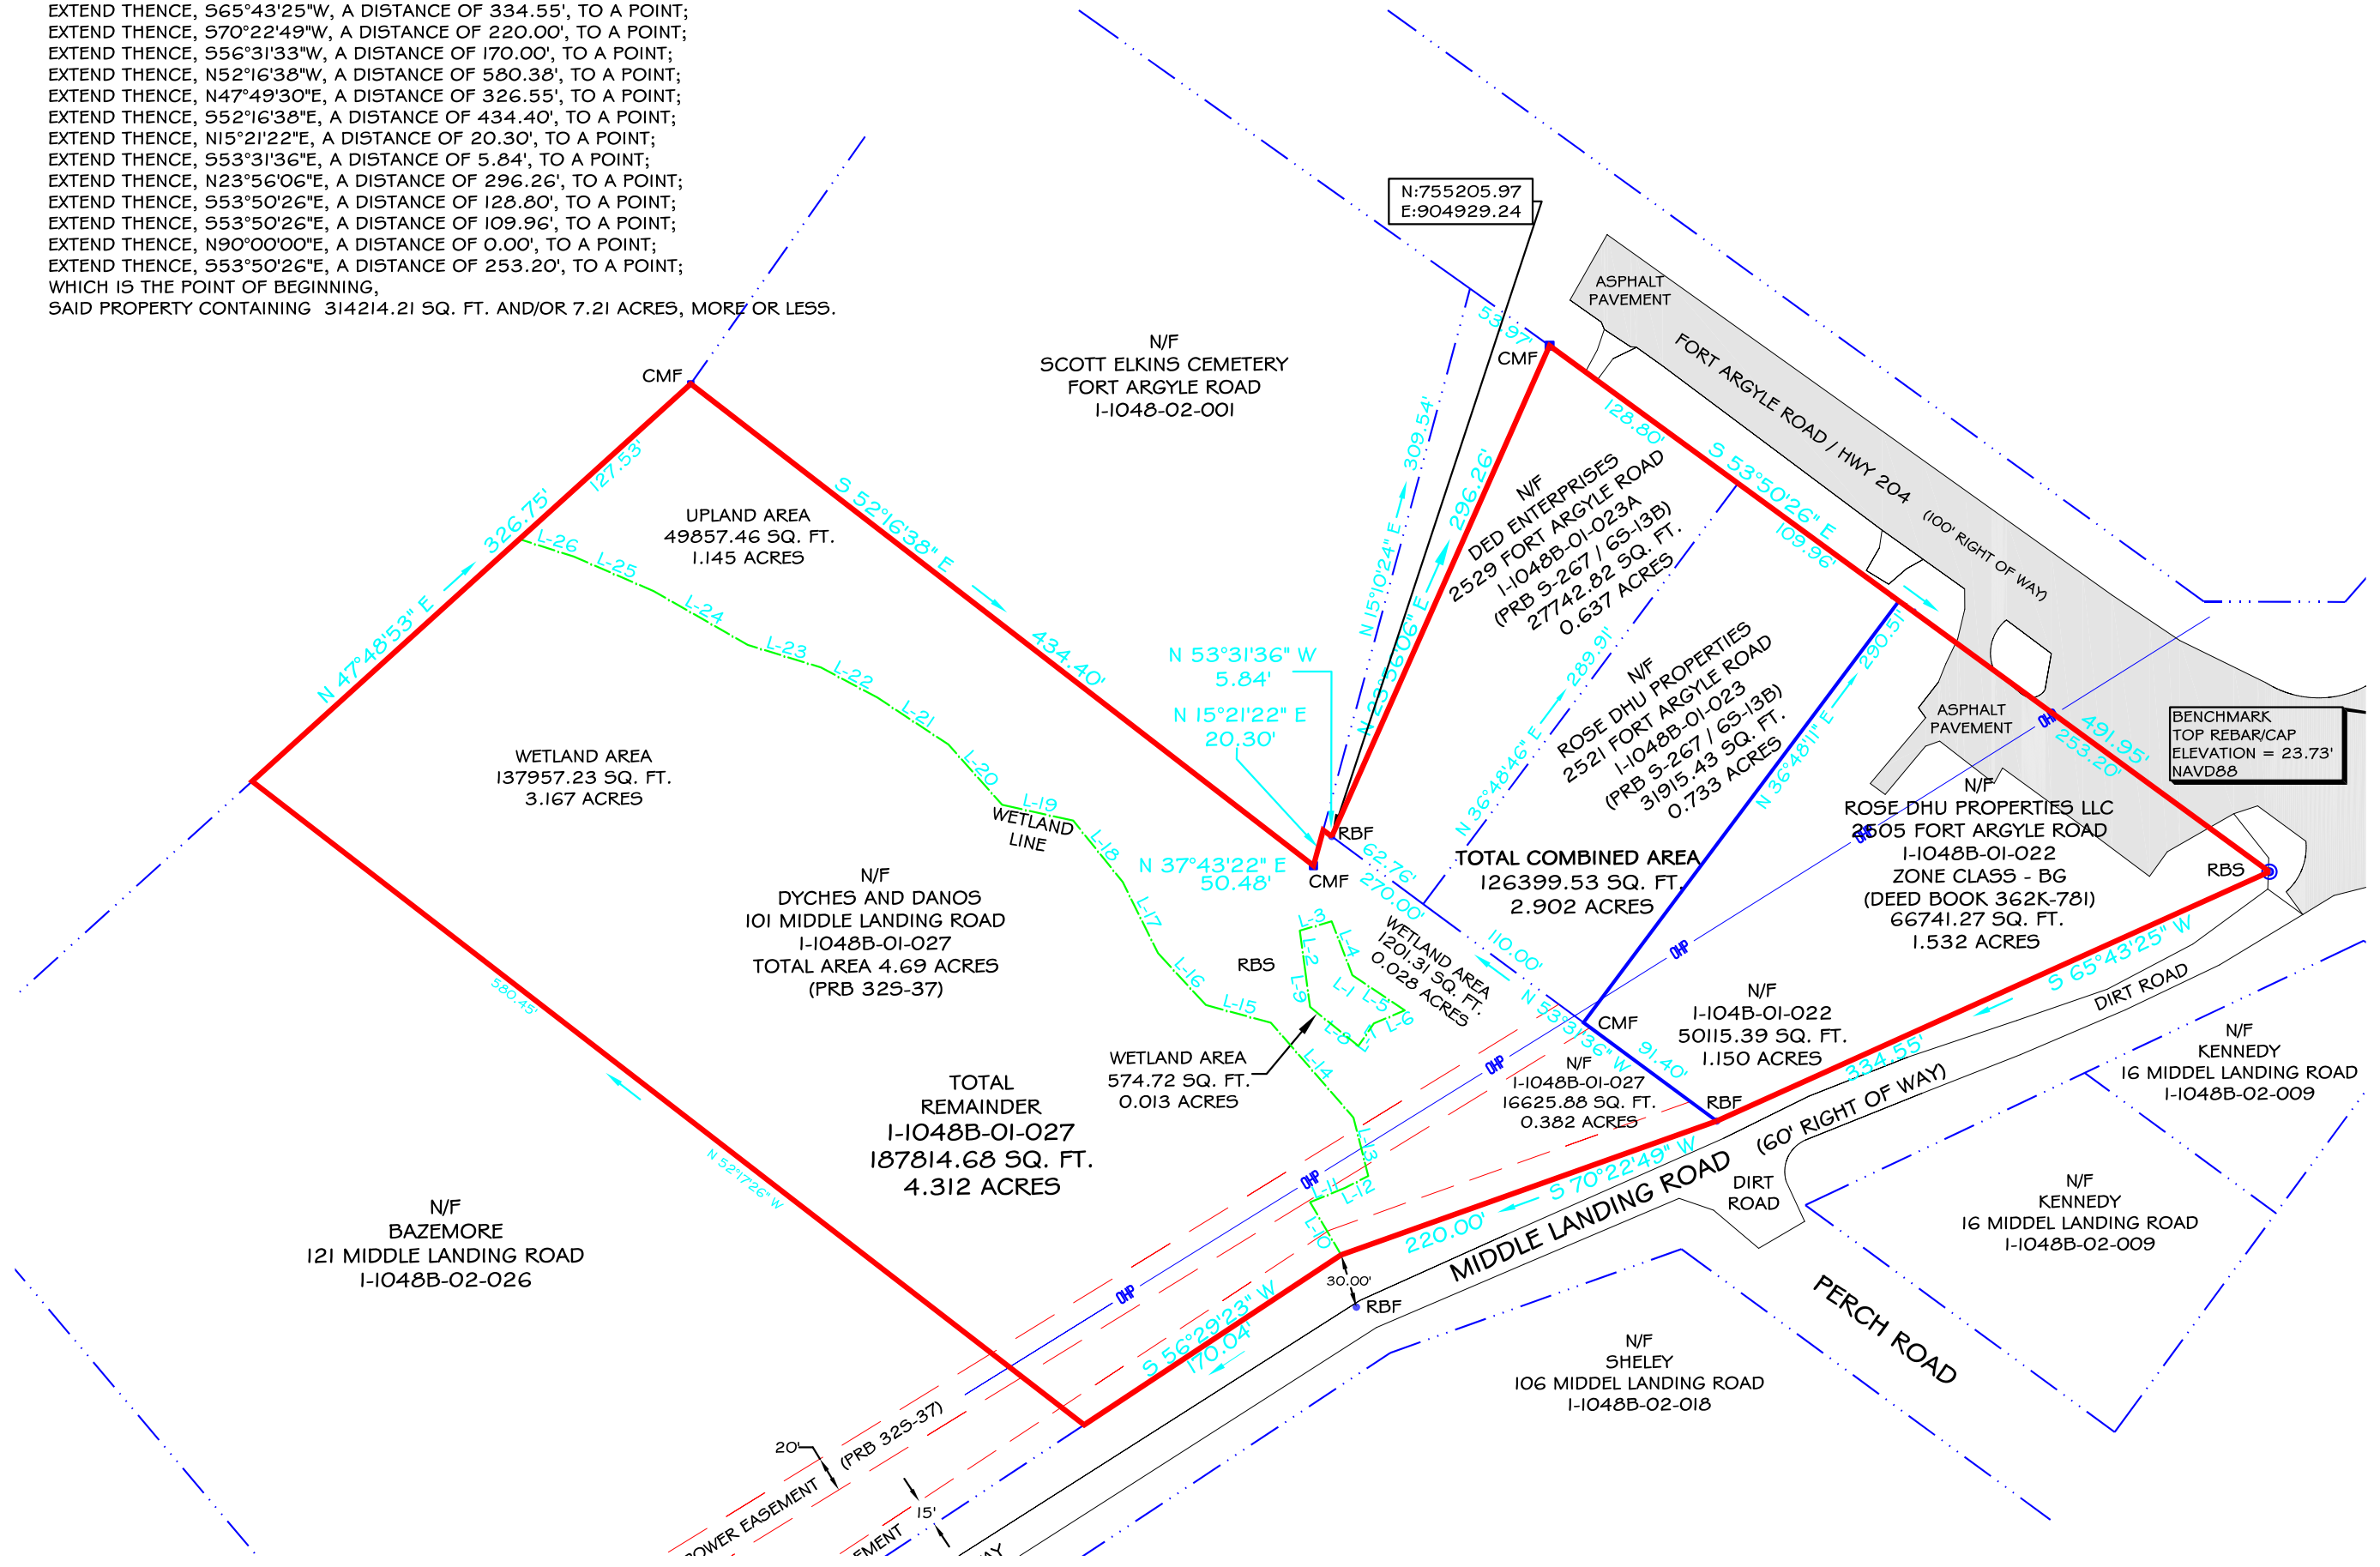 EXTEND THENCE, S65°43'25"W, A DISTANCE OF 334.55', TO A POINT;
EXTEND THENCE, S70°22'49"W, A DISTANCE OF 220.00', TO A POINT;
EXTEND THENCE, S56°31'33"W, A DISTANCE OF 170.00', TO A POINT;
EXTEND THENCE, N52°16'38"W, A DISTANCE OF 580.38', TO A POINT;
EXTEND THENCE, N47°49'30"E, A DISTANCE OF 326.55', TO A POINT;
EXTEND THENCE, S52°16'38"E, A DISTANCE OF 434.40', TO A POINT;
EXTEND THENCE, N15°21'22"E, A DISTANCE OF 20.30', TO A POINT;
EXTEND THENCE, S53°31'36"E, A DISTANCE OF 5.84', TO A POINT;
EXTEND THENCE, N23°56'06"E, A DISTANCE OF 296.26', TO A POINT;
EXTEND THENCE, S53°50'26"E, A DISTANCE OF 128.80', TO A POINT;
EXTEND THENCE, S53°50'26"E, A DISTANCE OF 109.96', TO A POINT;
EXTEND THENCE, N90°00'00"E, A DISTANCE OF 0.00', TO A POINT;
EXTEND THENCE, S53°50'26"E, A DISTANCE OF 253.20', TO A POINT;
WHICH IS THE POINT OF BEGINNING,
SAID PROPERTY CONTAINING 314214.21 SQ. FT. AND/OR 7.21 ACRES, MORE OR LESS.
N:755205.97
E:904929.24
ASPHALT
PAVEMENT
FORT ARGYLE ROAD / HWY 204 (100' RIGHT OF WAY)
53.97'
CMF
N/F
SCOTT ELKINS CEMETERY
FORT ARGYLE ROAD
1-1048-02-001
CMF
127.53'
326.75'
N 47°48'53" E
S 52°16'38" E
434.40'
UPLAND AREA
49857.46 SQ. FT.
1.145 ACRES
128.80'
S 53°50'26" E
109.96'
N 15°10'24" E
309.54'
N 23°56'06" E
296.26'
N/F
DED ENTERPRISES
2529 FORT ARGYLE ROAD
1-1048B-01-023A
(PRB S-267 / 6S-13B)
27742.82 SQ. FT.
0.637 ACRES
N 36°48'46" E
289.91'
N/F
ROSE DHU PROPERTIES
2521 FORT ARGYLE ROAD
1-1048B-01-023
(PRB S-267 / 6S-13B)
31915.43 SQ. FT.
0.733 ACRES
N 36°48'11" E
290.51'
L-26
L-25
L-24
L-23
L-22
L-21
L-20
L-19
L-18
L-17
L-16
L-15
L-14
L-13
L-12
L-11
L-10
WETLAND
LINE
WETLAND AREA
137957.23 SQ. FT.
3.167 ACRES
N 53°31'36" W
5.84'
N 15°21'22" E
20.30'
RBF
N 37°43'22" E
50.48'
CMF
62.76'
270.00'
110.00'
N 53°31'36" W
91.40'
TOTAL COMBINED AREA
126399.53 SQ. FT.
2.902 ACRES
ASPHALT
PAVEMENT
OHP
491.95'
253.20'
BENCHMARK
TOP REBAR/CAP
ELEVATION = 23.73'
NAVD88
N/F
ROSE DHU PROPERTIES LLC
2605 FORT ARGYLE ROAD
1-1048B-01-022
ZONE CLASS - BG
(DEED BOOK 362K-781)
66741.27 SQ. FT.
1.532 ACRES
OHP
RBS
S 65°43'25" W
334.55'
DIRT ROAD
OHP
N/F
DYCHES AND DANOS
101 MIDDLE LANDING ROAD
1-1048B-01-027
TOTAL AREA 4.69 ACRES
(PRB 32S-37)
RBS
L-3
L-2
L-4
L-9
L-1
L-5
L-6
L-7
L-8
WETLAND AREA
1201.31 SQ. FT.
0.028 ACRES
WETLAND AREA
574.72 SQ. FT.
0.013 ACRES
CMF
N/F
1-104B-01-022
50115.39 SQ. FT.
1.150 ACRES
OHP
N/F
1-1048B-01-027
16625.88 SQ. FT.
0.382 ACRES
RBF
580.45'
N 52°17'26" W
TOTAL
REMAINDER
1-1048B-01-027
187814.68 SQ. FT.
4.312 ACRES
OHP
S 70°22'49" W
220.00'
MIDDLE LANDING ROAD (60' RIGHT OF WAY)
DIRT
ROAD
N/F
KENNEDY
16 MIDDEL LANDING ROAD
1-1048B-02-009
N/F
KENNEDY
16 MIDDEL LANDING ROAD
1-1048B-02-009
N/F
BAZEMORE
121 MIDDLE LANDING ROAD
1-1048B-02-026
OHP
30.00'
RBF
S 56°29'23" W
170.04'
PERCH ROAD
N/F
SHELEY
106 MIDDEL LANDING ROAD
1-1048B-02-018
20'
(PRB 32S-37)
POWER EASEMENT
15'
EMENT
AY